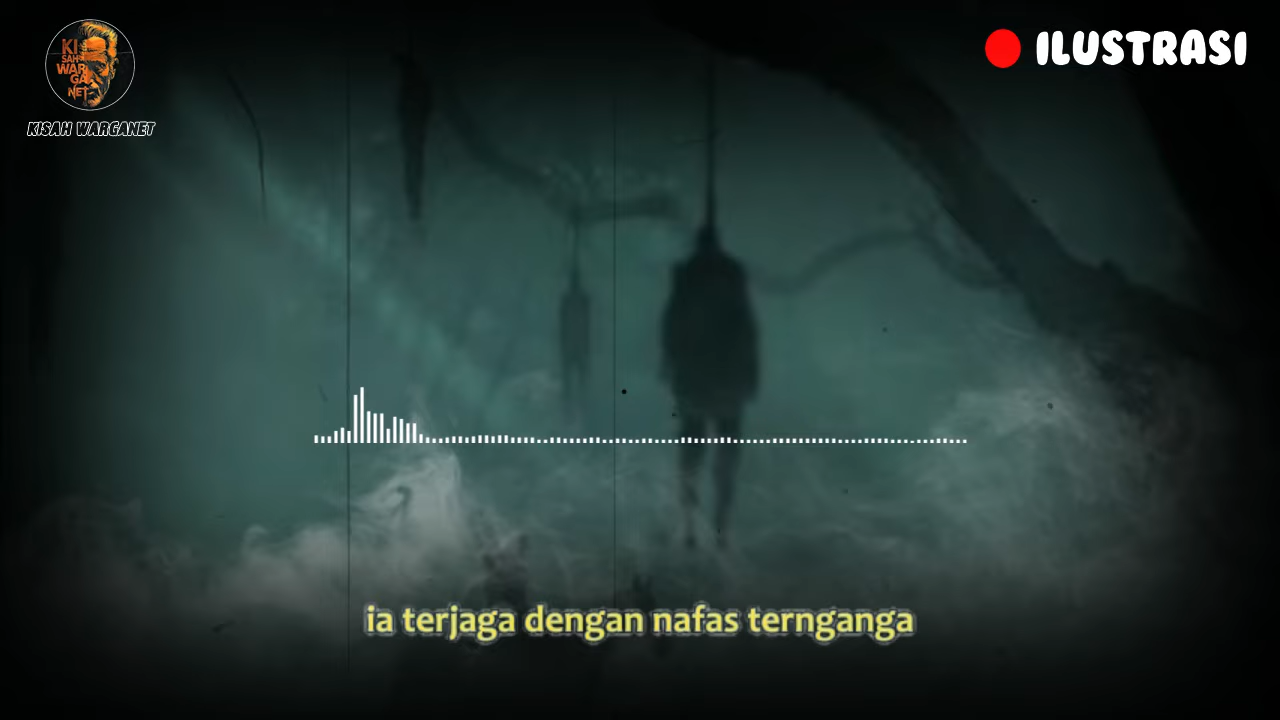 KI
SAH
WAR
GA
NET
KISAH WARGANET
ILUSTRASI
ia terjaga dengan nafas ternganga